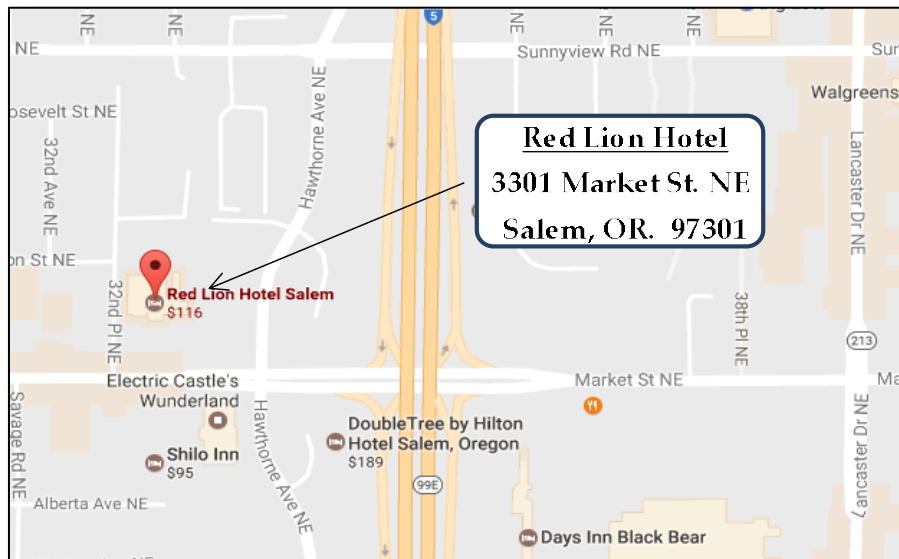 NE
NE
NE
NE
NE
NE
NE
5
Sunnyview Rd NE
Sun
Walgreens
osevelt St NE
32nd Ave NE
Hawthorne Ave NE
Lancaster Dr NE
Red Lion Hotel
3301 Market St. NE
Salem, OR. 97301
on St NE
32nd Pl NE
Red Lion Hotel Salem
$116
38th Pl NE
213
Electric Castle's
Wunderland
Market St NE
Ma
Savage Rd NE
Hawthorne Ave NE
DoubleTree by Hilton
Hotel Salem, Oregon
$189
Shilo Inn
$95
Lancaster Dr NE
99E
Alberta Ave NE
Days Inn Black Bear